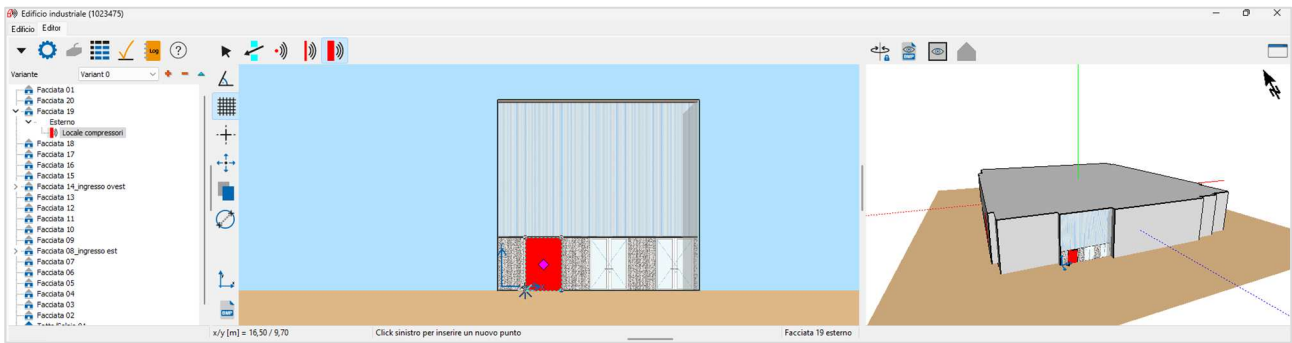 Edificio industriale (1023475)
Edificio Editor
Log
?
Variante Variant 0
Facciata 01
Facciata 20
Facciata 19
Esterno
Locale compressori
Facciata 18
Facciata 17
Facciata 16
Facciata 15
Facciata 14_ingresso ovest
Facciata 13
Facciata 12
Facciata 11
Facciata 10
Facciata 09
Facciata 08_ingresso est
Facciata 07
Facciata 06
Facciata 05
Facciata 04
Facciata 03
Facciata 02
BMP
BMP
N
x/y [m] = 16,50 / 9,70 Click sinistro per inserire un nuovo punto Facciata 19 esterno